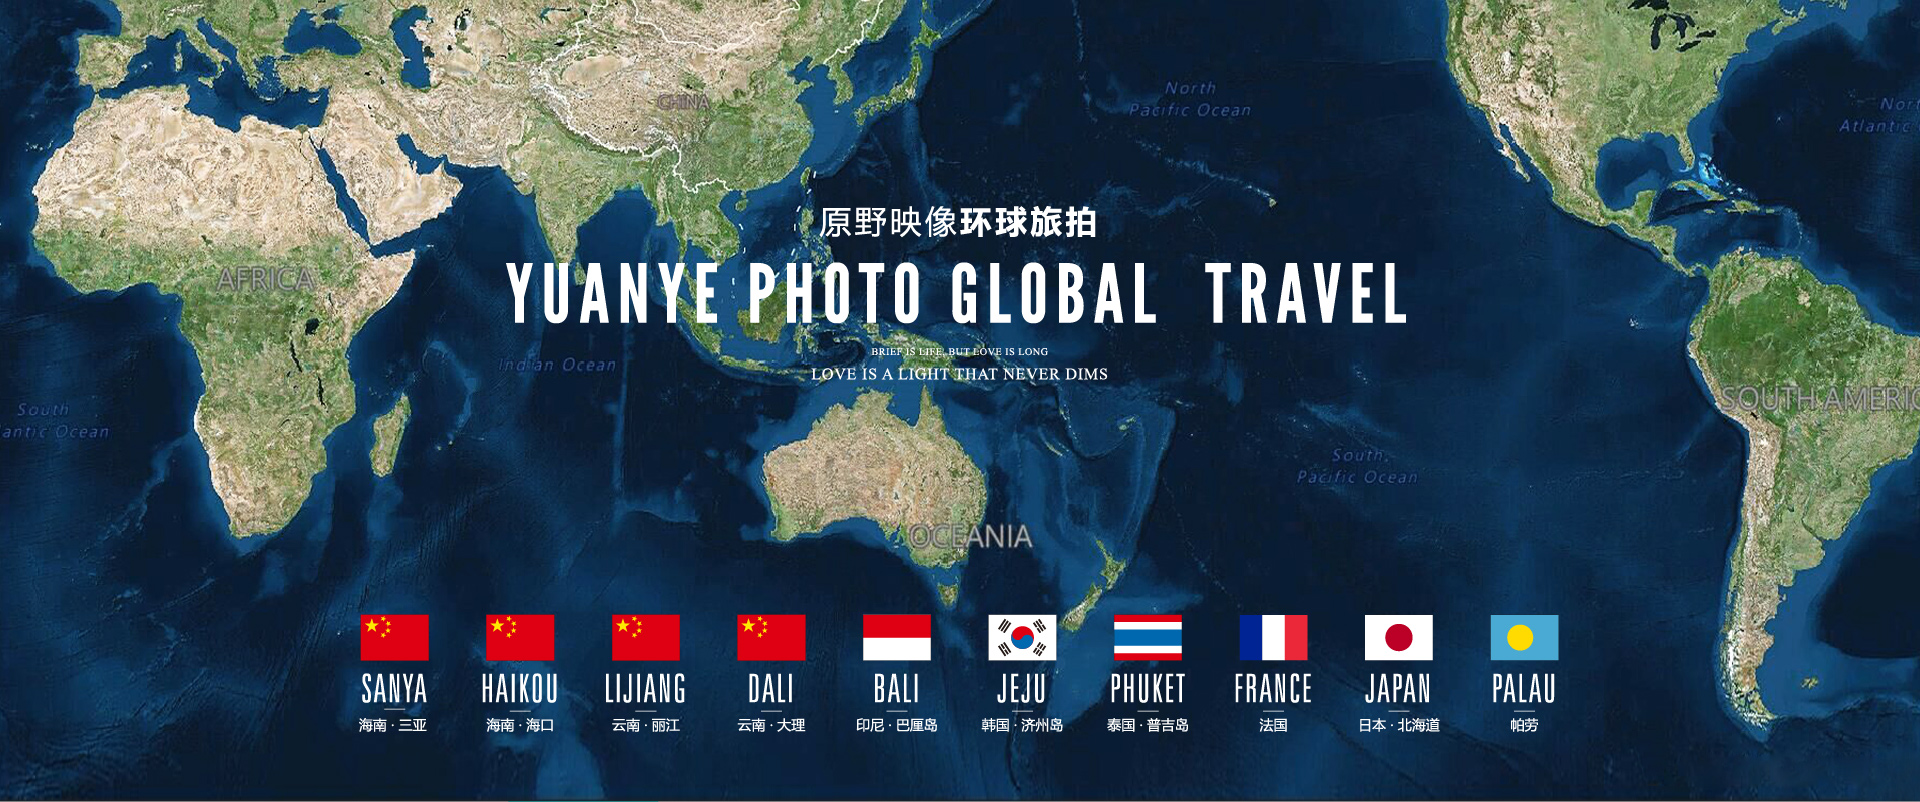 CHINA
North
Pacific Ocean
Atlantic
原野映像环球旅拍
AFRICA
YUANYE PHOTO GLOBAL TRAVEL
BRIEF IS LIFE, BUT LOVE IS LONG
Indian Ocean
LOVE IS A LIGHT THAT NEVER DIMS
South
antic Ocean
SOUTH AMERIC
South
Pacific Ocean
OCEANIA
SANYA HAIKOU LIJIANG DALI BALI JEJU PHUKET FRANCE JAPAN PALAU
海南·三亚 海南·海口 云南·丽江 云南·大理 印尼·巴厘岛 韩国·济州岛 泰国·普吉岛 法国 日本·北海道 帕劳